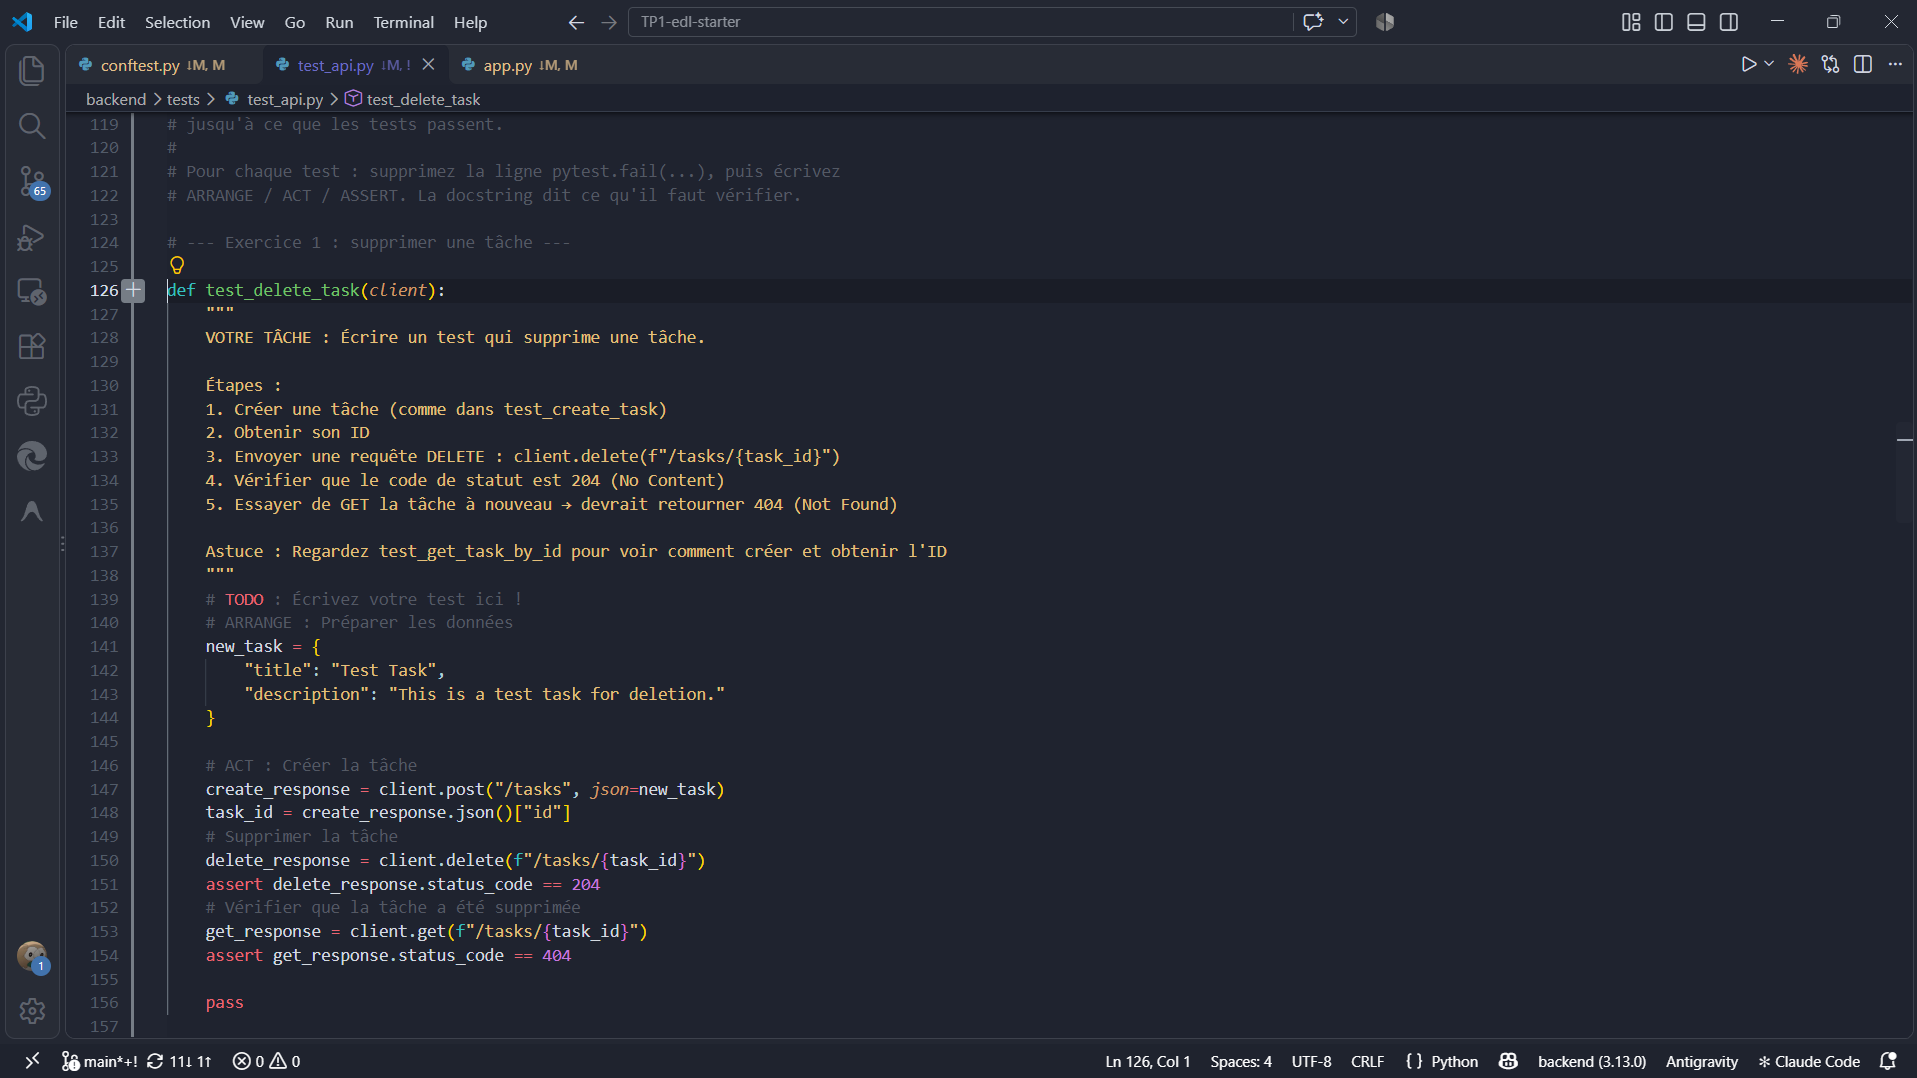 File Edit Selection View Go Run Terminal Help
TP1-edl-starter
conftest.py ↓M, M
test_api.py ↓M, !
app.py ↓M, M
backend > tests > test_api.py > test_delete_task
119 # jusqu'à ce que les tests passent.
120 #
121 # Pour chaque test : supprimez la ligne pytest.fail(...), puis écrivez
122 # ARRANGE / ACT / ASSERT. La docstring dit ce qu'il faut vérifier.
123
124 # --- Exercice 1 : supprimer une tâche ---
125
126 def test_delete_task(client):
127 """
128 VOTRE TÂCHE : Écrire un test qui supprime une tâche.
129
130 Étapes :
131 1. Créer une tâche (comme dans test_create_task)
132 2. Obtenir son ID
133 3. Envoyer une requête DELETE : client.delete(f"/tasks/{task_id}")
134 4. Vérifier que le code de statut est 204 (No Content)
135 5. Essayer de GET la tâche à nouveau → devrait retourner 404 (Not Found)
136
137 Astuce : Regardez test_get_task_by_id pour voir comment créer et obtenir l'ID
138 """
139 # TODO : Écrivez votre test ici !
140 # ARRANGE : Préparer les données
141 new_task = {
142 "title": "Test Task",
143 "description": "This is a test task for deletion."
144 }
145
146 # ACT : Créer la tâche
147 create_response = client.post("/tasks", json=new_task)
148 task_id = create_response.json()["id"]
149 # Supprimer la tâche
150 delete_response = client.delete(f"/tasks/{task_id}")
151 assert delete_response.status_code == 204
152 # Vérifier que la tâche a été supprimée
153 get_response = client.get(f"/tasks/{task_id}")
154 assert get_response.status_code == 404
155
156 pass
157
65
1
main*+! 11↓ 1↑ 0 0
Ln 126, Col 1 Spaces: 4 UTF-8 CRLF { } Python backend (3.13.0) Antigravity Claude Code